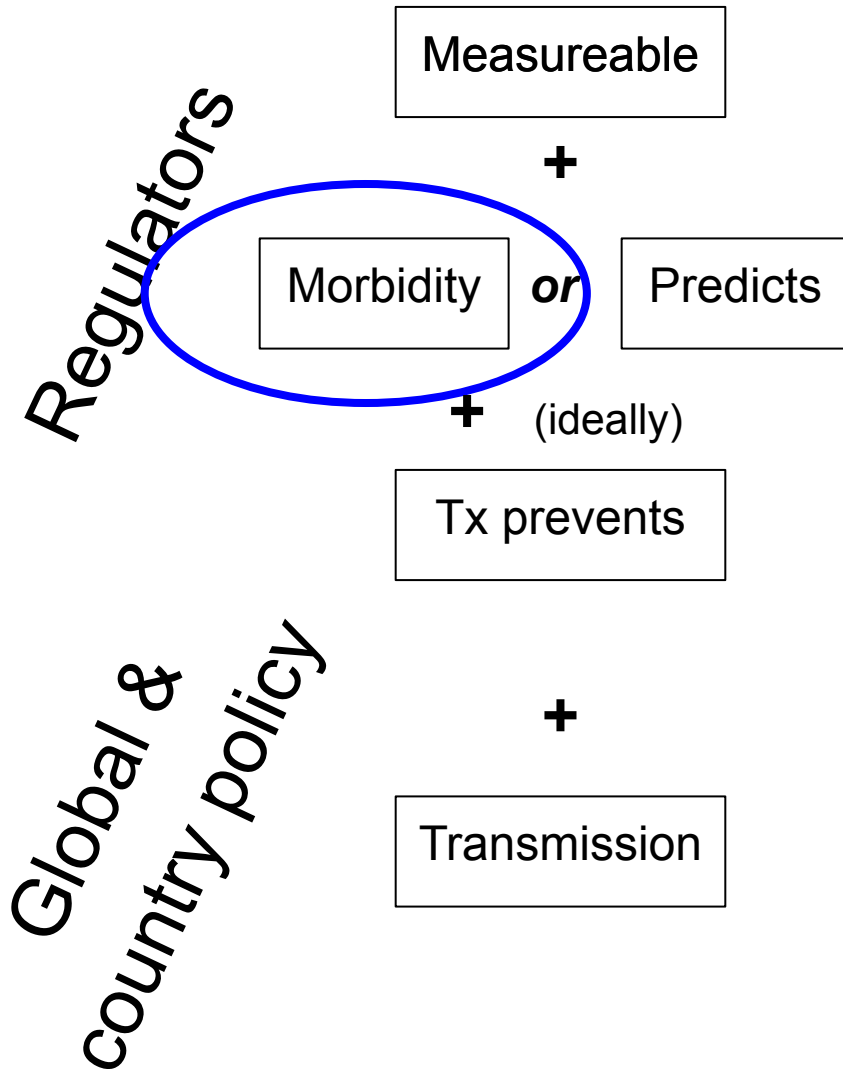 Measureable
+
Regulators
Morbidity or Predicts
+ (ideally)
Tx prevents
+
Global &
country policy
Transmission